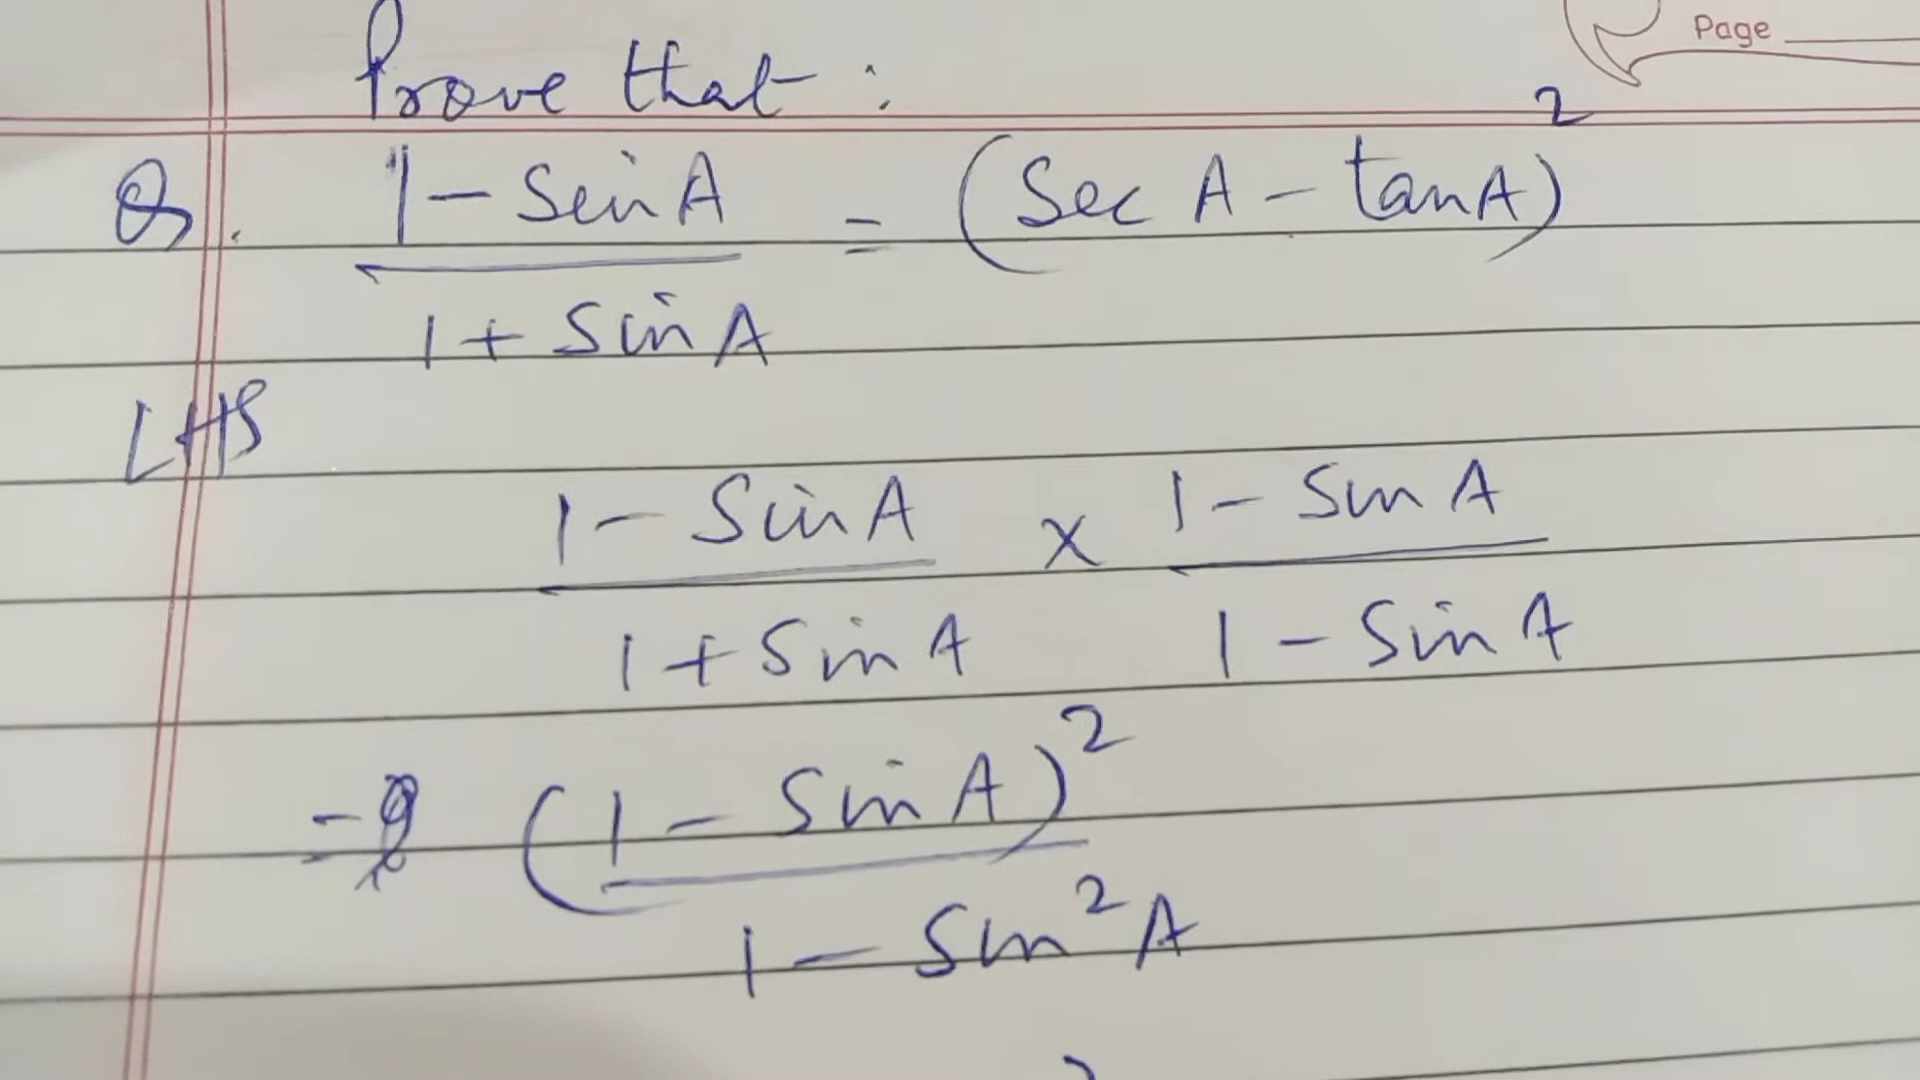 Page
Prove that :
Q. 1 - Sin A / 1 + Sin A = (Sec A - tan A)²
LHS
1 - Sin A / 1 + Sin A × 1 - Sin A / 1 - Sin A
= (1 - Sin A)² / 1 - Sin² A